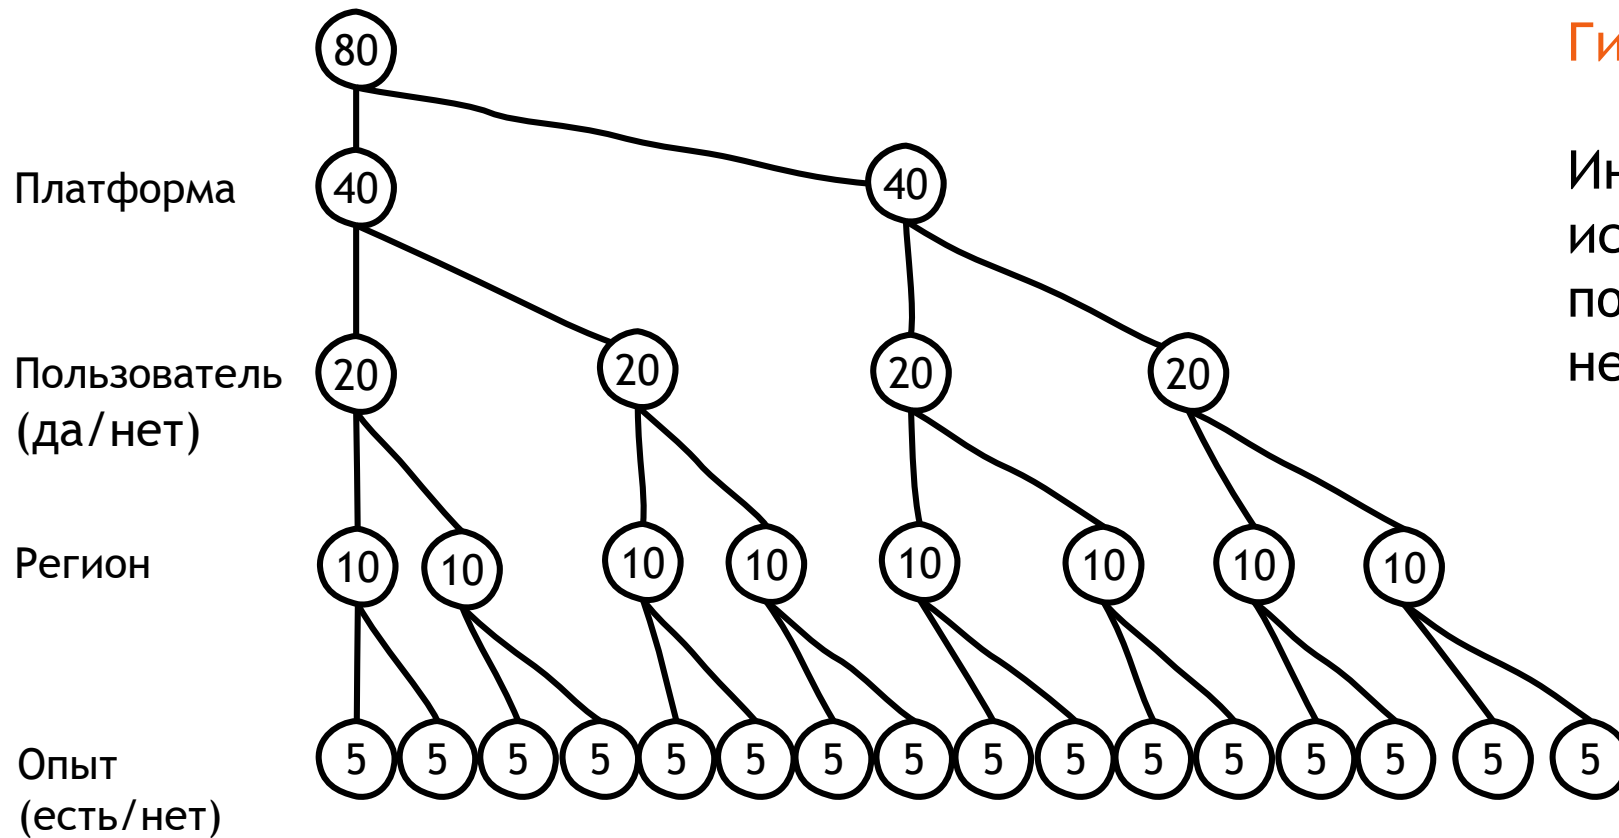 80
Платформа 40 40
Пользователь 20 20 20 20
(да/нет)
Регион 10 10 10 10 10 10 10 10
Опыт 5 5 5 5 5 5 5 5 5 5 5 5 5 5 5 5
(есть/нет)